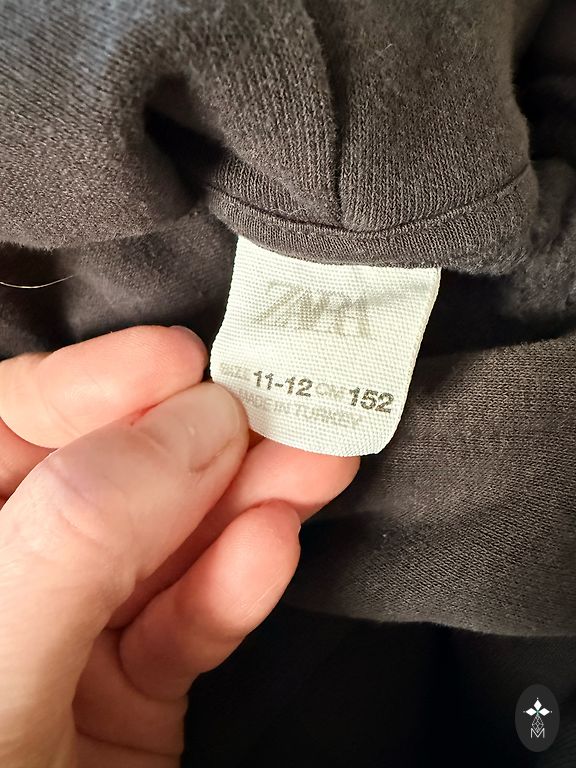 ZARA
SIZE 11-12 CM 152
MADE IN TURKEY
M